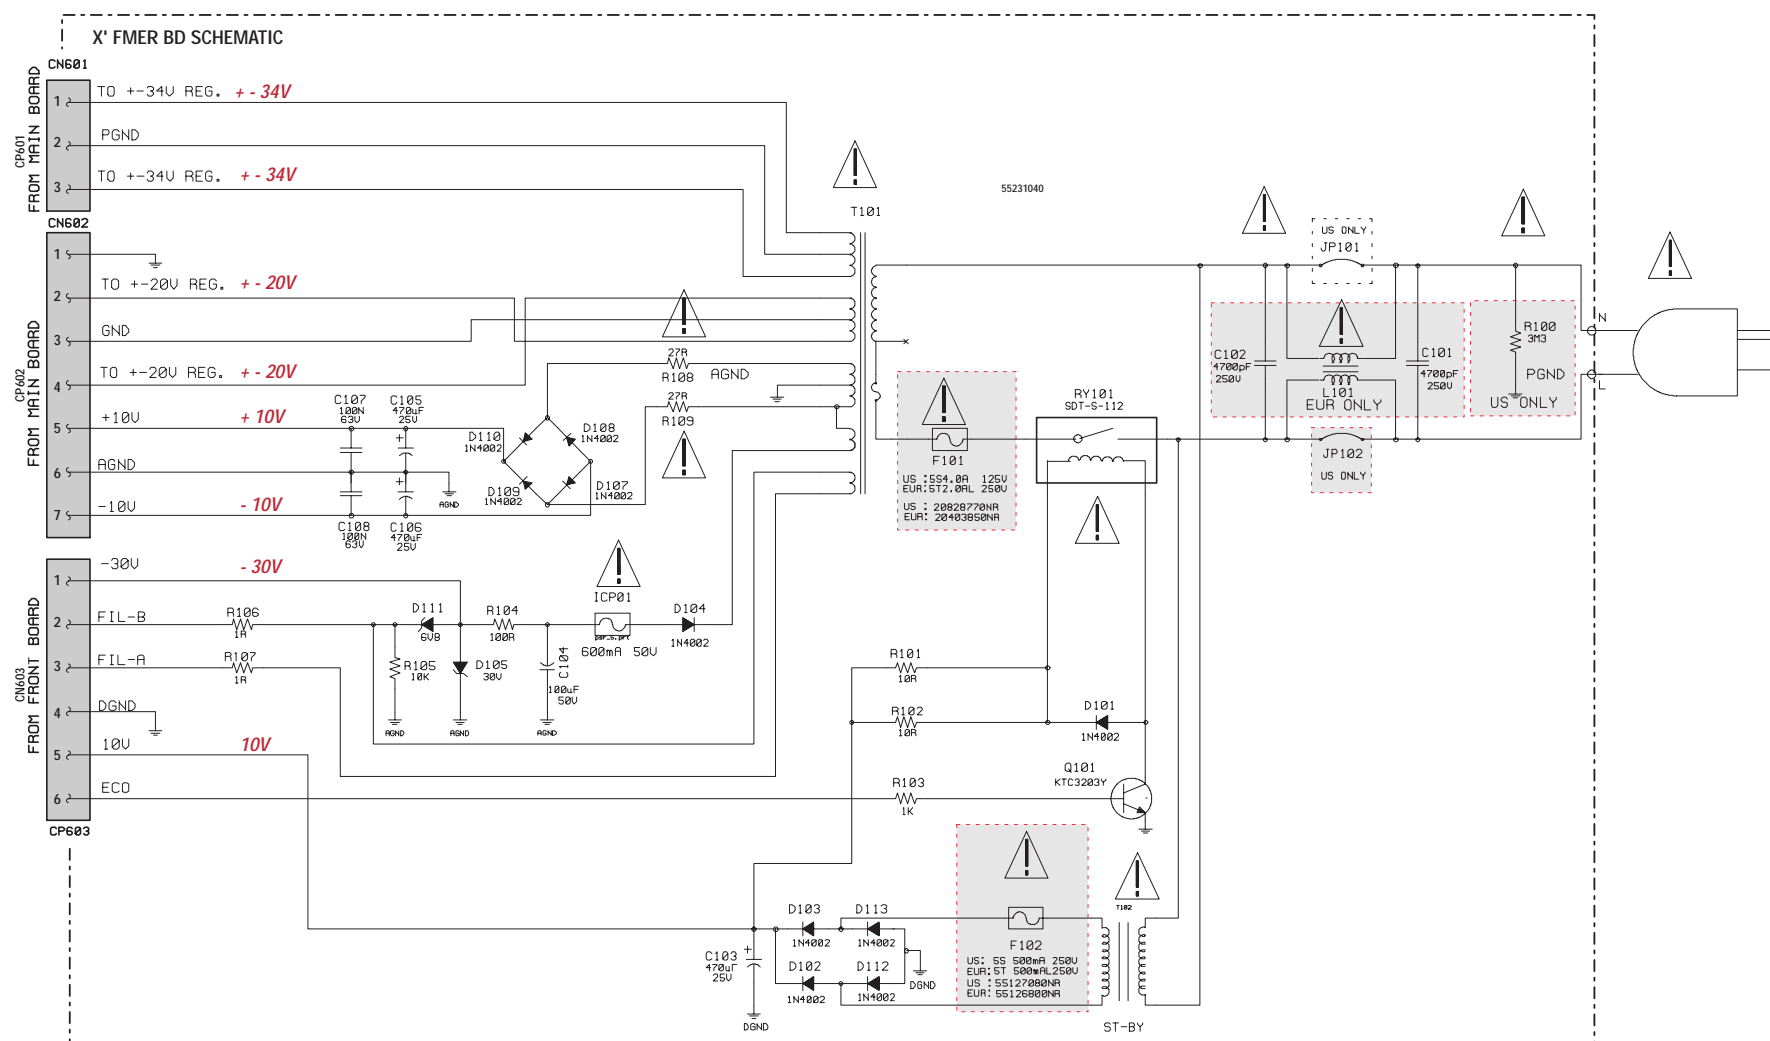 X' FMER BD SCHEMATIC
CN601
CP601
FROM MAIN BOARD
1
TO +-34V REG.
+ - 34V
2
PGND
3
TO +-34V REG.
+ - 34V
CN602
CP602
FROM MAIN BOARD
1
2
TO +-20V REG.
+ - 20V
3
GND
4
TO +-20V REG.
+ - 20V
5
+10V
+ 10V
6
AGND
7
-10V
- 10V
C107
100N
63V
C105
470uF
25V
+
+
C108
100N
63V
C106
470uF
25V
AGND
D110
1N4002
D108
1N4002
D109
1N4002
D107
1N4002
27R
R108
27R
R109
AGND
T101
55231040
CN603
FROM FRONT BOARD
1
-30V
- 30V
2
FIL-B
3
FIL-A
4
DGND
5
10V
10V
6
ECO
CP603
R106
1R
R107
1R
D111
6V8
R105
10K
AGND
D105
30V
AGND
R104
100R
C104
100uF
50V
AGND
ICP01
600mA 50V
D104
1N4002
F101
US :5S4.0A 125V
EUR:5T2.0AL 250V
US : 20828770NR
EUR: 20403850NR
RY101
SDT-S-112
US ONLY
JP101
C102
4700pF
250V
L101
EUR ONLY
C101
4700pF
250V
R100
3M3
PGND
US ONLY
N
L
JP102
US ONLY
R101
10R
R102
10R
D101
1N4002
Q101
KTC3203Y
R103
1K
D103
1N4002
D113
1N4002
D102
1N4002
D112
1N4002
C103
470uF
25V
+
DGND
DGND
F102
US: 5S 500mA 250V
EUR:5T 500mAL250V
US : 55127080NR
EUR: 55126800NR
T102
ST-BY